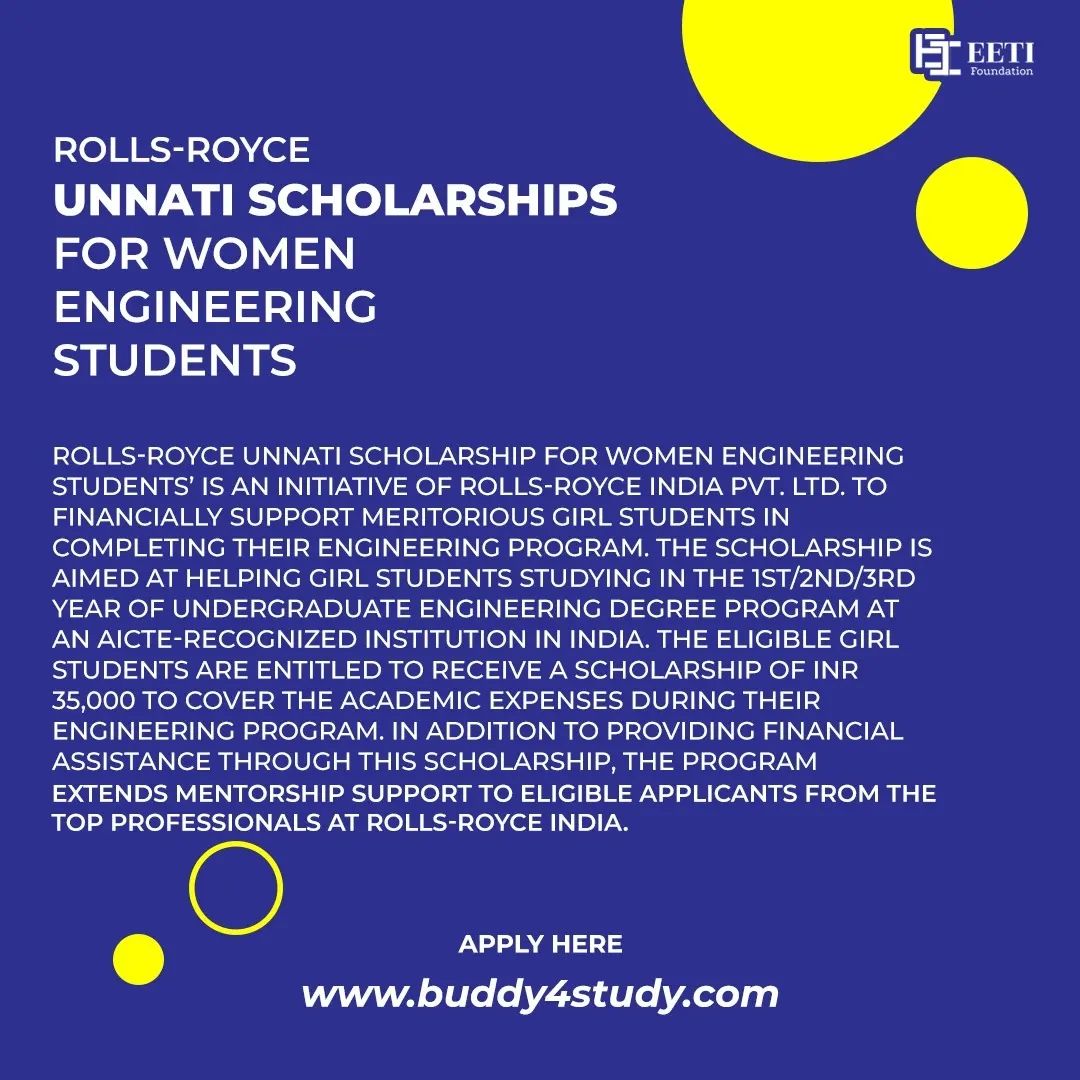 EETI
Foundation
ROLLS-ROYCE
UNNATI SCHOLARSHIPS
FOR WOMEN
ENGINEERING
STUDENTS
ROLLS-ROYCE UNNATI SCHOLARSHIP FOR WOMEN ENGINEERING
STUDENTS’ IS AN INITIATIVE OF ROLLS-ROYCE INDIA PVT. LTD. TO
FINANCIALLY SUPPORT MERITORIOUS GIRL STUDENTS IN
COMPLETING THEIR ENGINEERING PROGRAM. THE SCHOLARSHIP IS
AIMED AT HELPING GIRL STUDENTS STUDYING IN THE 1ST/2ND/3RD
YEAR OF UNDERGRADUATE ENGINEERING DEGREE PROGRAM AT
AN AICTE-RECOGNIZED INSTITUTION IN INDIA. THE ELIGIBLE GIRL
STUDENTS ARE ENTITLED TO RECEIVE A SCHOLARSHIP OF INR
35,000 TO COVER THE ACADEMIC EXPENSES DURING THEIR
ENGINEERING PROGRAM. IN ADDITION TO PROVIDING FINANCIAL
ASSISTANCE THROUGH THIS SCHOLARSHIP, THE PROGRAM
EXTENDS MENTORSHIP SUPPORT TO ELIGIBLE APPLICANTS FROM THE
TOP PROFESSIONALS AT ROLLS-ROYCE INDIA.
APPLY HERE
www.buddy4study.com